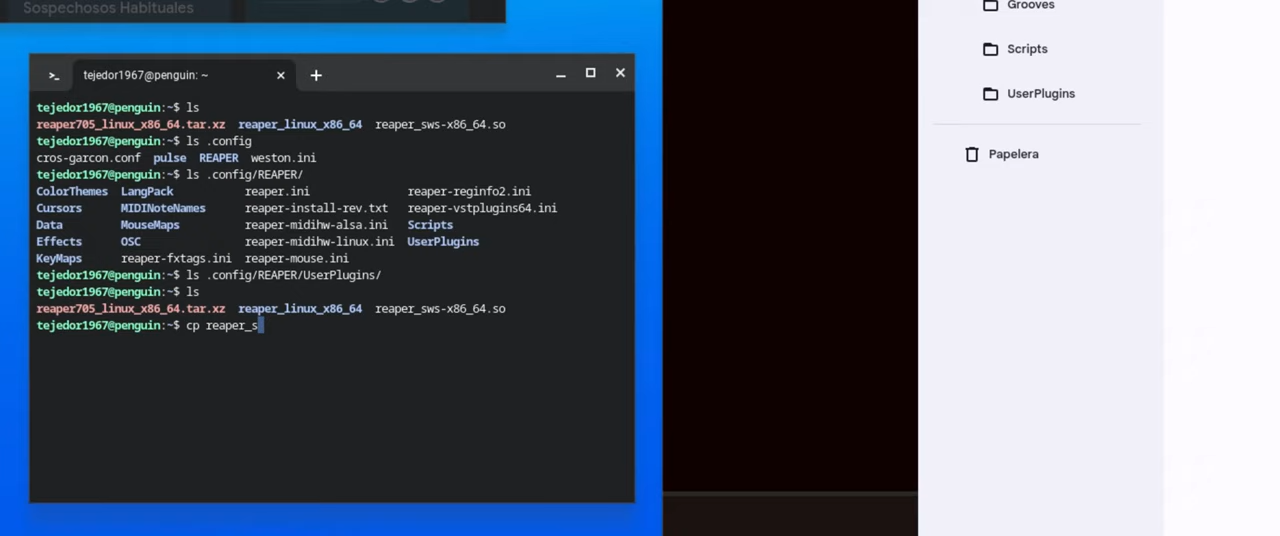 Sospechosos Habituales
>_ tejedor1967@penguin: ~ × + _ ×
tejedor1967@penguin:~$ ls
reaper705_linux_x86_64.tar.xz reaper_linux_x86_64 reaper_sws-x86_64.so
tejedor1967@penguin:~$ ls .config
cros-garcon.conf pulse REAPER weston.ini
tejedor1967@penguin:~$ ls .config/REAPER/
ColorThemes LangPack reaper.ini reaper-reginfo2.ini
Cursors MIDINoteNames reaper-install-rev.txt reaper-vstplugins64.ini
Data MouseMaps reaper-midihw-alsa.ini Scripts
Effects OSC reaper-midihw-linux.ini UserPlugins
KeyMaps reaper-fxtags.ini reaper-mouse.ini
tejedor1967@penguin:~$ ls .config/REAPER/UserPlugins/
tejedor1967@penguin:~$ ls
reaper705_linux_x86_64.tar.xz reaper_linux_x86_64 reaper_sws-x86_64.so
tejedor1967@penguin:~$ cp reaper_s
Grooves
Scripts
UserPlugins
Papelera